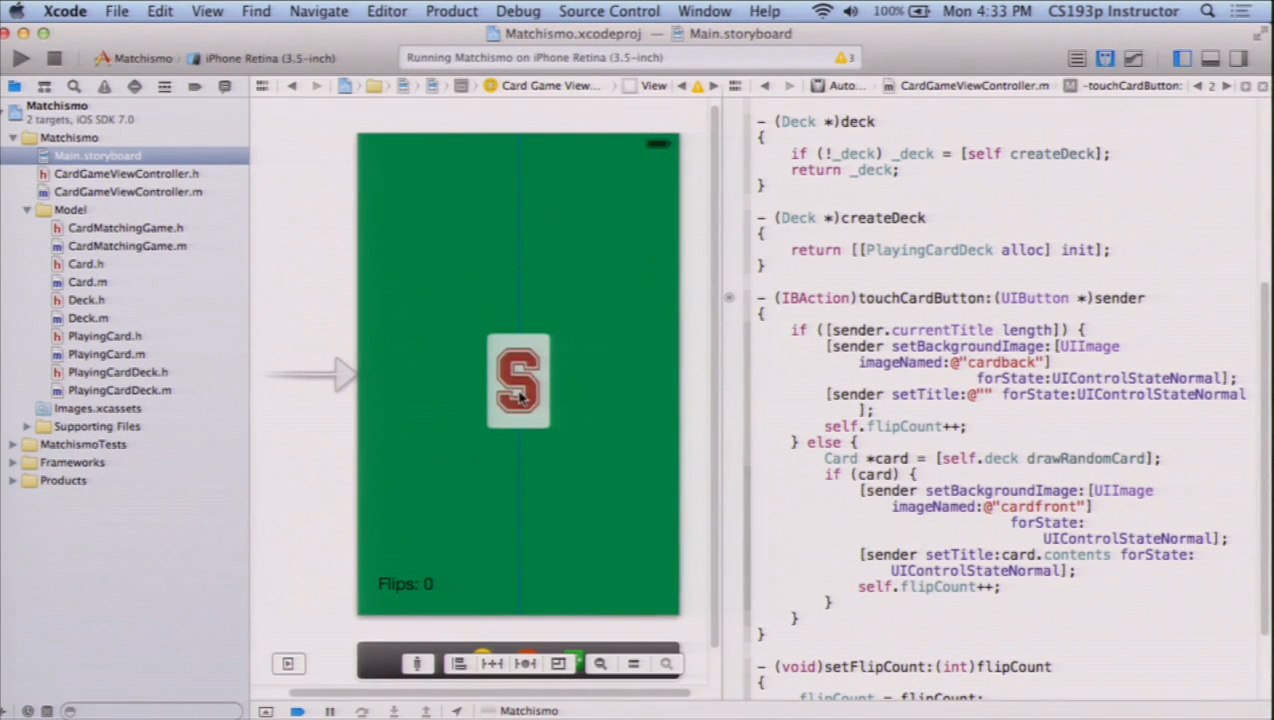 Xcode File Edit View Find Navigate Editor Product Debug Source Control Window Help 100% Mon 4:33 PM CS193p Instructor
Matchismo.xcodeproj — Main.storyboard
Matchismo iPhone Retina (3.5-inch) Running Matchismo on iPhone Retina (3.5-inch) 3
Card Game View... View Auto... CardGameViewController.m -touchCardButton: 2
Matchismo
2 targets, iOS SDK 7.0
Matchismo
Main.storyboard
CardGameViewController.h
CardGameViewController.m
Model
CardMatchingGame.h
CardMatchingGame.m
Card.h
Card.m
Deck.h
Deck.m
PlayingCard.h
PlayingCard.m
PlayingCardDeck.h
PlayingCardDeck.m
Images.xcassets
Supporting Files
MatchismoTests
Frameworks
Products
S
Flips: 0
- (Deck *)deck
{
if (!_deck) _deck = [self createDeck];
return _deck;
}
- (Deck *)createDeck
{
return [[PlayingCardDeck alloc] init];
}
- (IBAction)touchCardButton:(UIButton *)sender
{
if ([sender.currentTitle length]) {
[sender setBackgroundImage:[UIImage
imageNamed:@"cardback"]
forState:UIControlStateNormal];
[sender setTitle:@"" forState:UIControlStateNormal
];
self.flipCount++;
} else {
Card *card = [self.deck drawRandomCard];
if (card) {
[sender setBackgroundImage:[UIImage
imageNamed:@"cardfront"]
forState:
UIControlStateNormal];
[sender setTitle:card.contents forState:
UIControlStateNormal];
self.flipCount++;
}
}
}
- (void)setFlipCount:(int)flipCount
{
_flipCount = flipCount;
Matchismo